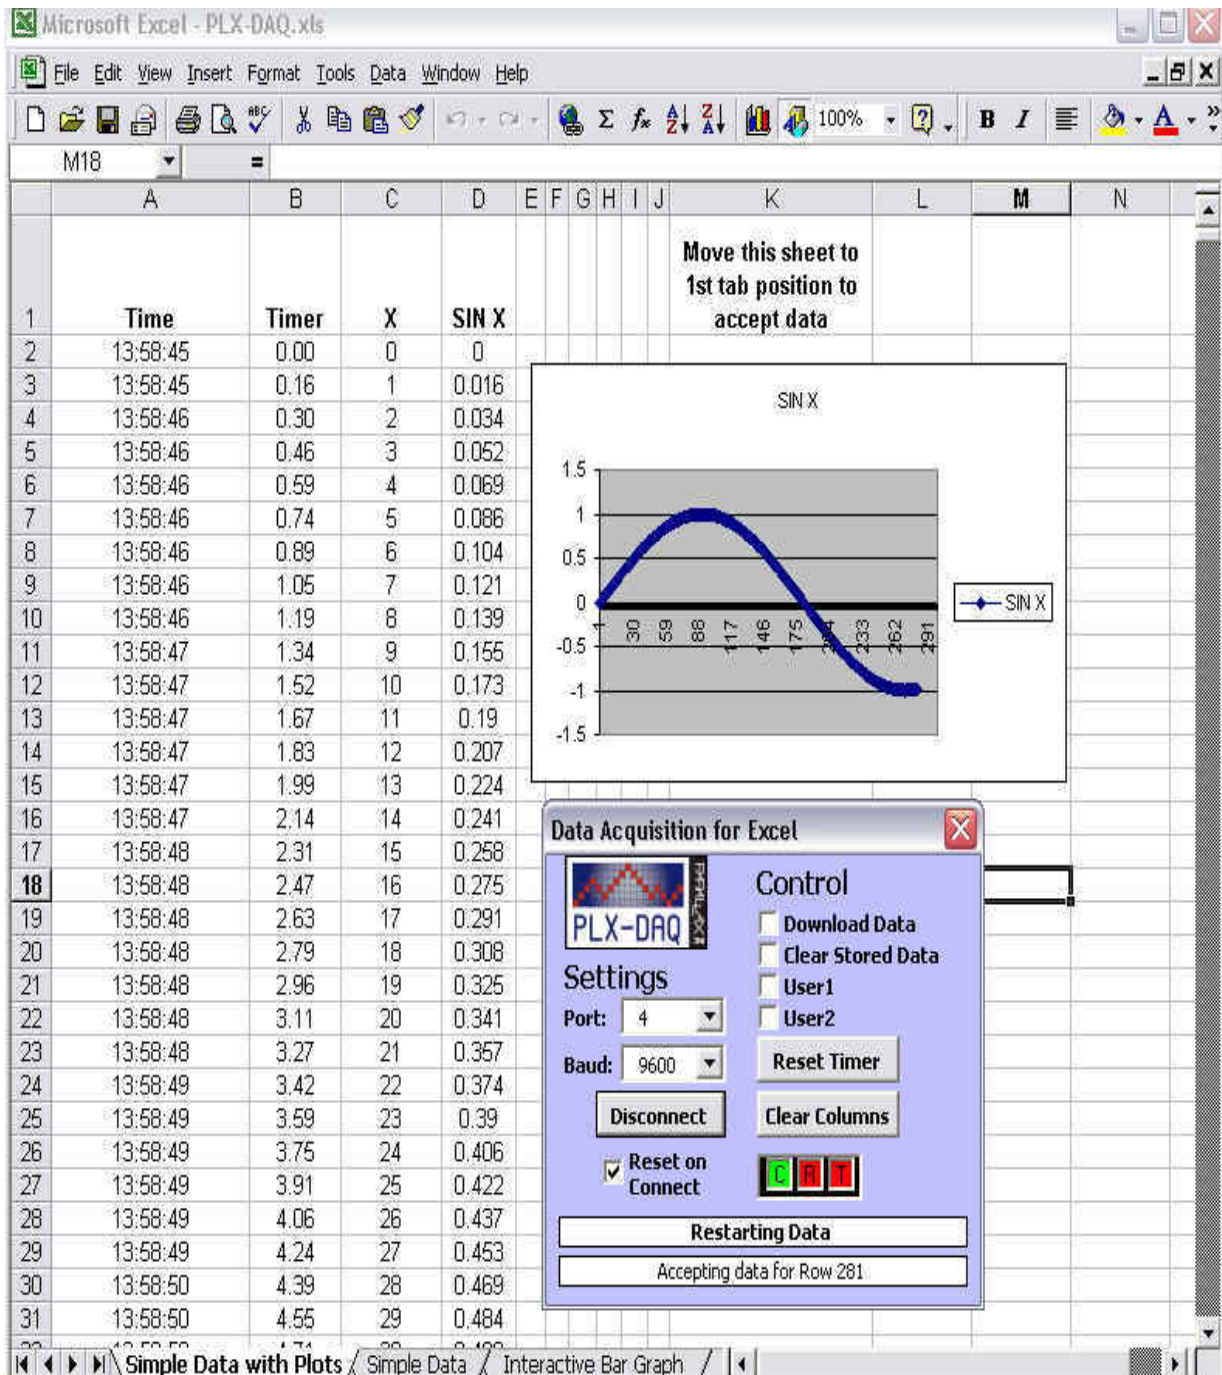 Microsoft Excel - PLX-DAQ.xls
File Edit View Insert Format Tools Data Window Help
100% B I A
M18 =
A B C D E F G H I J K L M N
Move this sheet to
1st tab position to
accept data
1 Time Timer X SIN X
2 13:58:45 0.00 0 0
3 13:58:45 0.16 1 0.016
4 13:58:46 0.30 2 0.034
5 13:58:46 0.46 3 0.052
6 13:58:46 0.59 4 0.069
7 13:58:46 0.74 5 0.086
8 13:58:46 0.89 6 0.104
9 13:58:46 1.05 7 0.121
10 13:58:46 1.19 8 0.139
11 13:58:47 1.34 9 0.155
12 13:58:47 1.52 10 0.173
13 13:58:47 1.67 11 0.19
14 13:58:47 1.83 12 0.207
15 13:58:47 1.99 13 0.224
16 13:58:47 2.14 14 0.241
17 13:58:48 2.31 15 0.258
18 13:58:48 2.47 16 0.275
19 13:58:48 2.63 17 0.291
20 13:58:48 2.79 18 0.308
21 13:58:48 2.96 19 0.325
22 13:58:48 3.11 20 0.341
23 13:58:48 3.27 21 0.357
24 13:58:49 3.42 22 0.374
25 13:58:49 3.59 23 0.39
26 13:58:49 3.75 24 0.406
27 13:58:49 3.91 25 0.422
28 13:58:49 4.06 26 0.437
29 13:58:49 4.24 27 0.453
30 13:58:50 4.39 28 0.469
31 13:58:50 4.55 29 0.484
SIN X
1.5
1
0.5
0
-0.5
-1
-1.5
1 30 59 88 117 146 175 204 233 262 291
SIN X
Data Acquisition for Excel
PLX-DAQ
Control
Download Data
Clear Stored Data
User1
User2
Settings
Port: 4
Baud: 9600
Reset Timer
Disconnect
Clear Columns
Reset on
Connect
C R T
Restarting Data
Accepting data for Row 281
Simple Data with Plots Simple Data Interactive Bar Graph